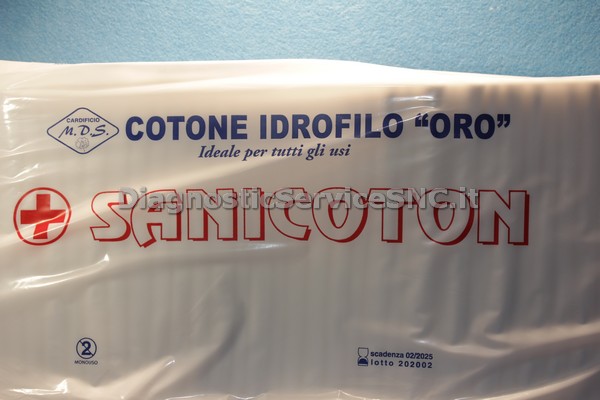 CARDIFICIO
M.D.S.
COTONE IDROFILO "ORO"
Ideale per tutti gli usi
SANICOTON
DiagnosticServiceSNC.it
2
MONOUSO
scadenza 02/2025
lotto 202002